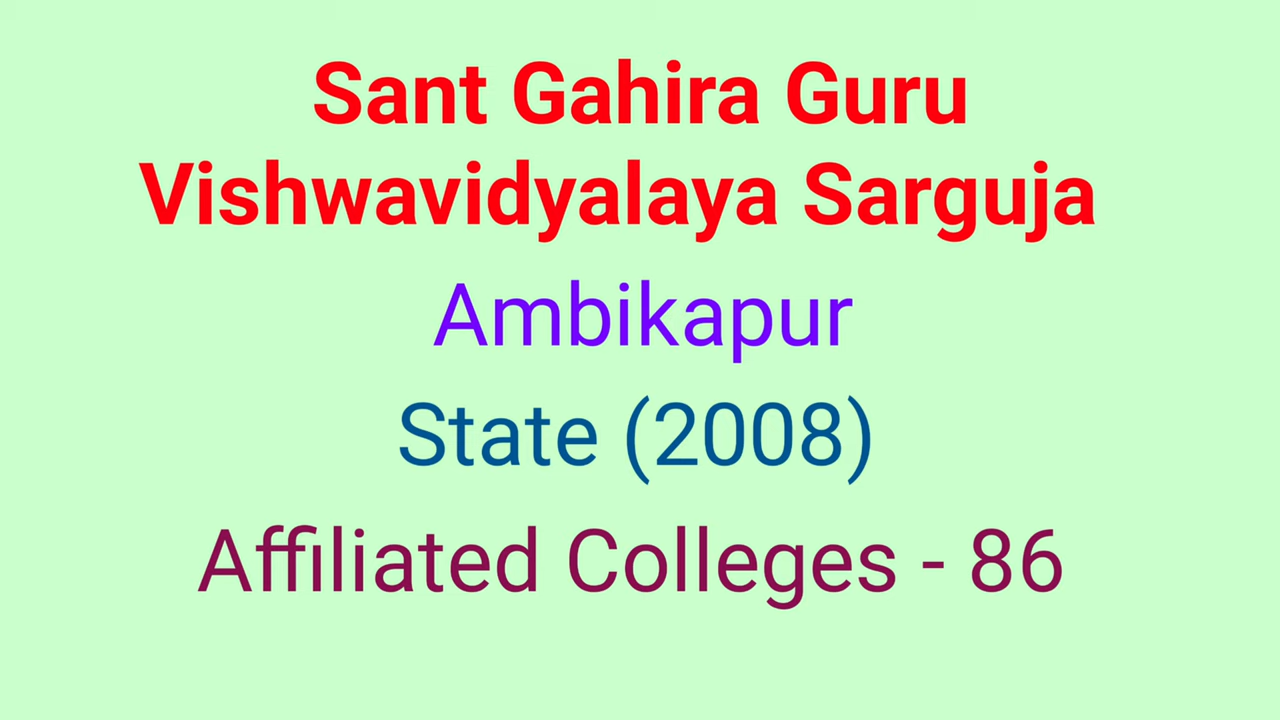 Sant Gahira Guru
Vishwavidyalaya Sarguja
Ambikapur
State (2008)
Affiliated Colleges - 86